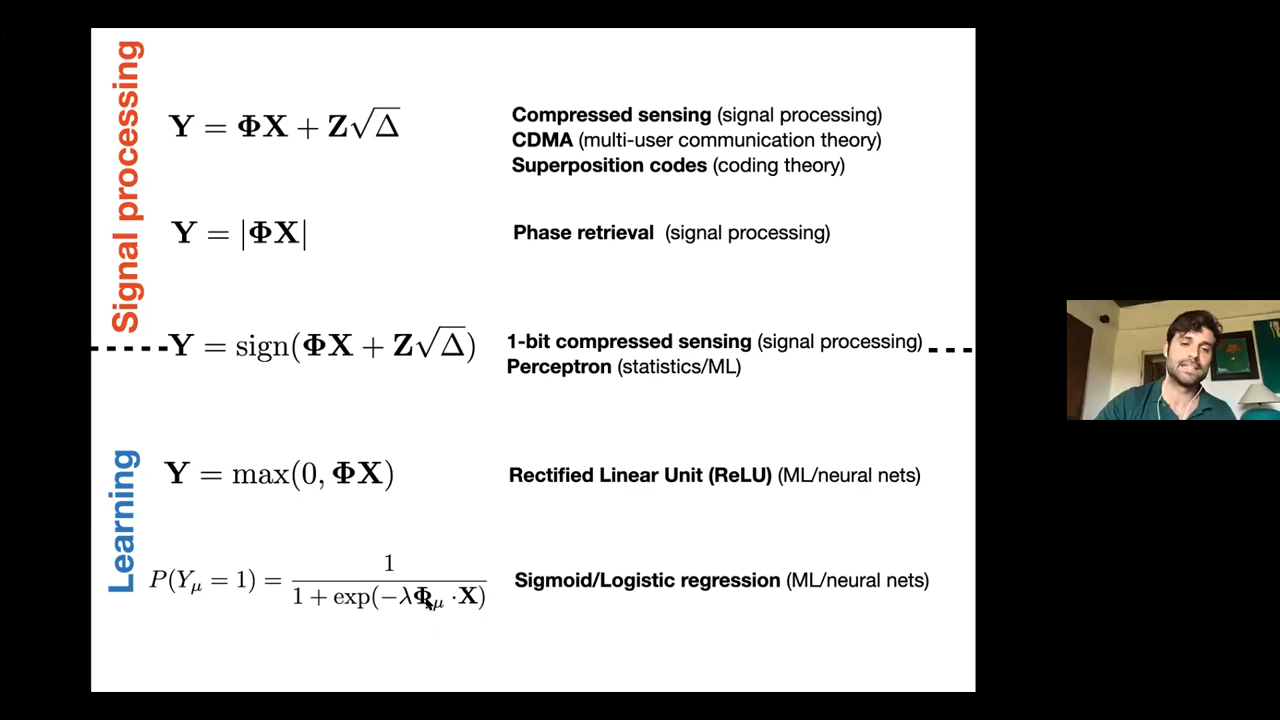 Signal processing
Y = ΦX + Z√Δ
Compressed sensing (signal processing)
CDMA (multi-user communication theory)
Superposition codes (coding theory)
Y = |ΦX|
Phase retrieval (signal processing)
Y = sign(ΦX + Z√Δ)
1-bit compressed sensing (signal processing)
Perceptron (statistics/ML)
Learning
Y = max(0, ΦX)
Rectified Linear Unit (ReLU) (ML/neural nets)
P(Yμ = 1) = 1 / (1 + exp(−λΦμ · X))
Sigmoid/Logistic regression (ML/neural nets)